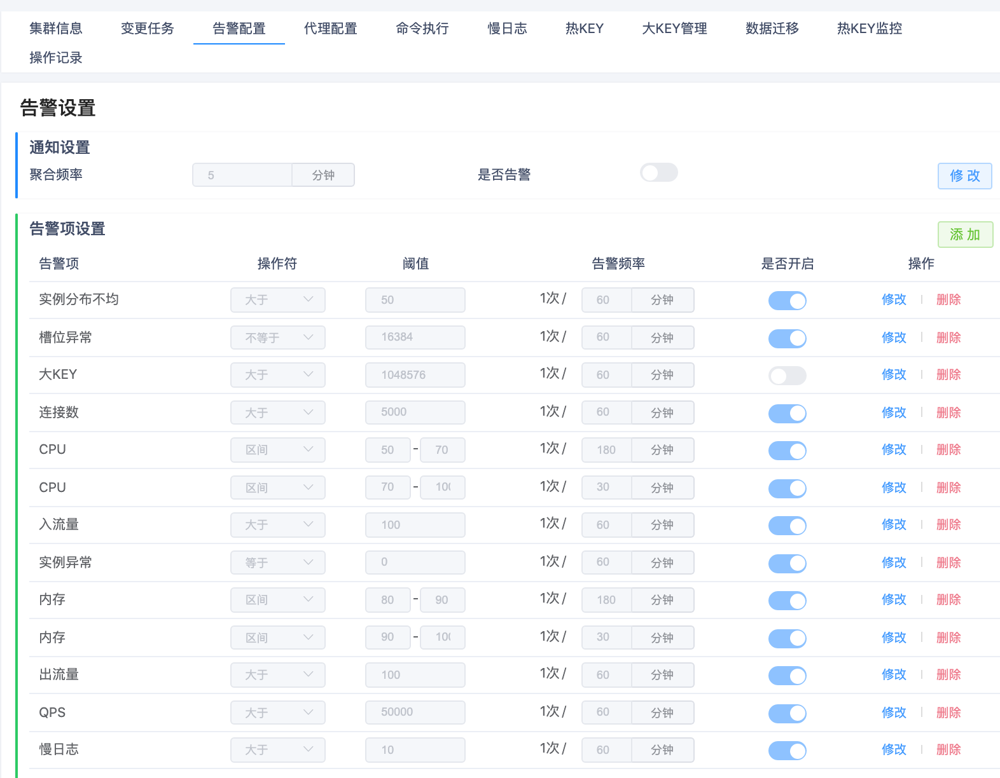 集群信息 变更任务 告警配置 代理配置 命令执行 慢日志 热KEY 大KEY管理 数据迁移 热KEY监控
操作记录
告警设置
通知设置
聚合频率 5 分钟 是否告警 修 改
告警项设置 添 加
告警项 操作符 阈值 告警频率 是否开启 操作
实例分布不均 大于 50 1次 / 60 分钟 修改 删除
槽位异常 不等于 16384 1次 / 60 分钟 修改 删除
大KEY 大于 1048576 1次 / 60 分钟 修改 删除
连接数 大于 5000 1次 / 60 分钟 修改 删除
CPU 区间 50 - 70 1次 / 180 分钟 修改 删除
CPU 区间 70 - 100 1次 / 30 分钟 修改 删除
入流量 大于 100 1次 / 60 分钟 修改 删除
实例异常 等于 0 1次 / 60 分钟 修改 删除
内存 区间 80 - 90 1次 / 180 分钟 修改 删除
内存 区间 90 - 100 1次 / 30 分钟 修改 删除
出流量 大于 100 1次 / 60 分钟 修改 删除
QPS 大于 50000 1次 / 60 分钟 修改 删除
慢日志 大于 10 1次 / 60 分钟 修改 删除